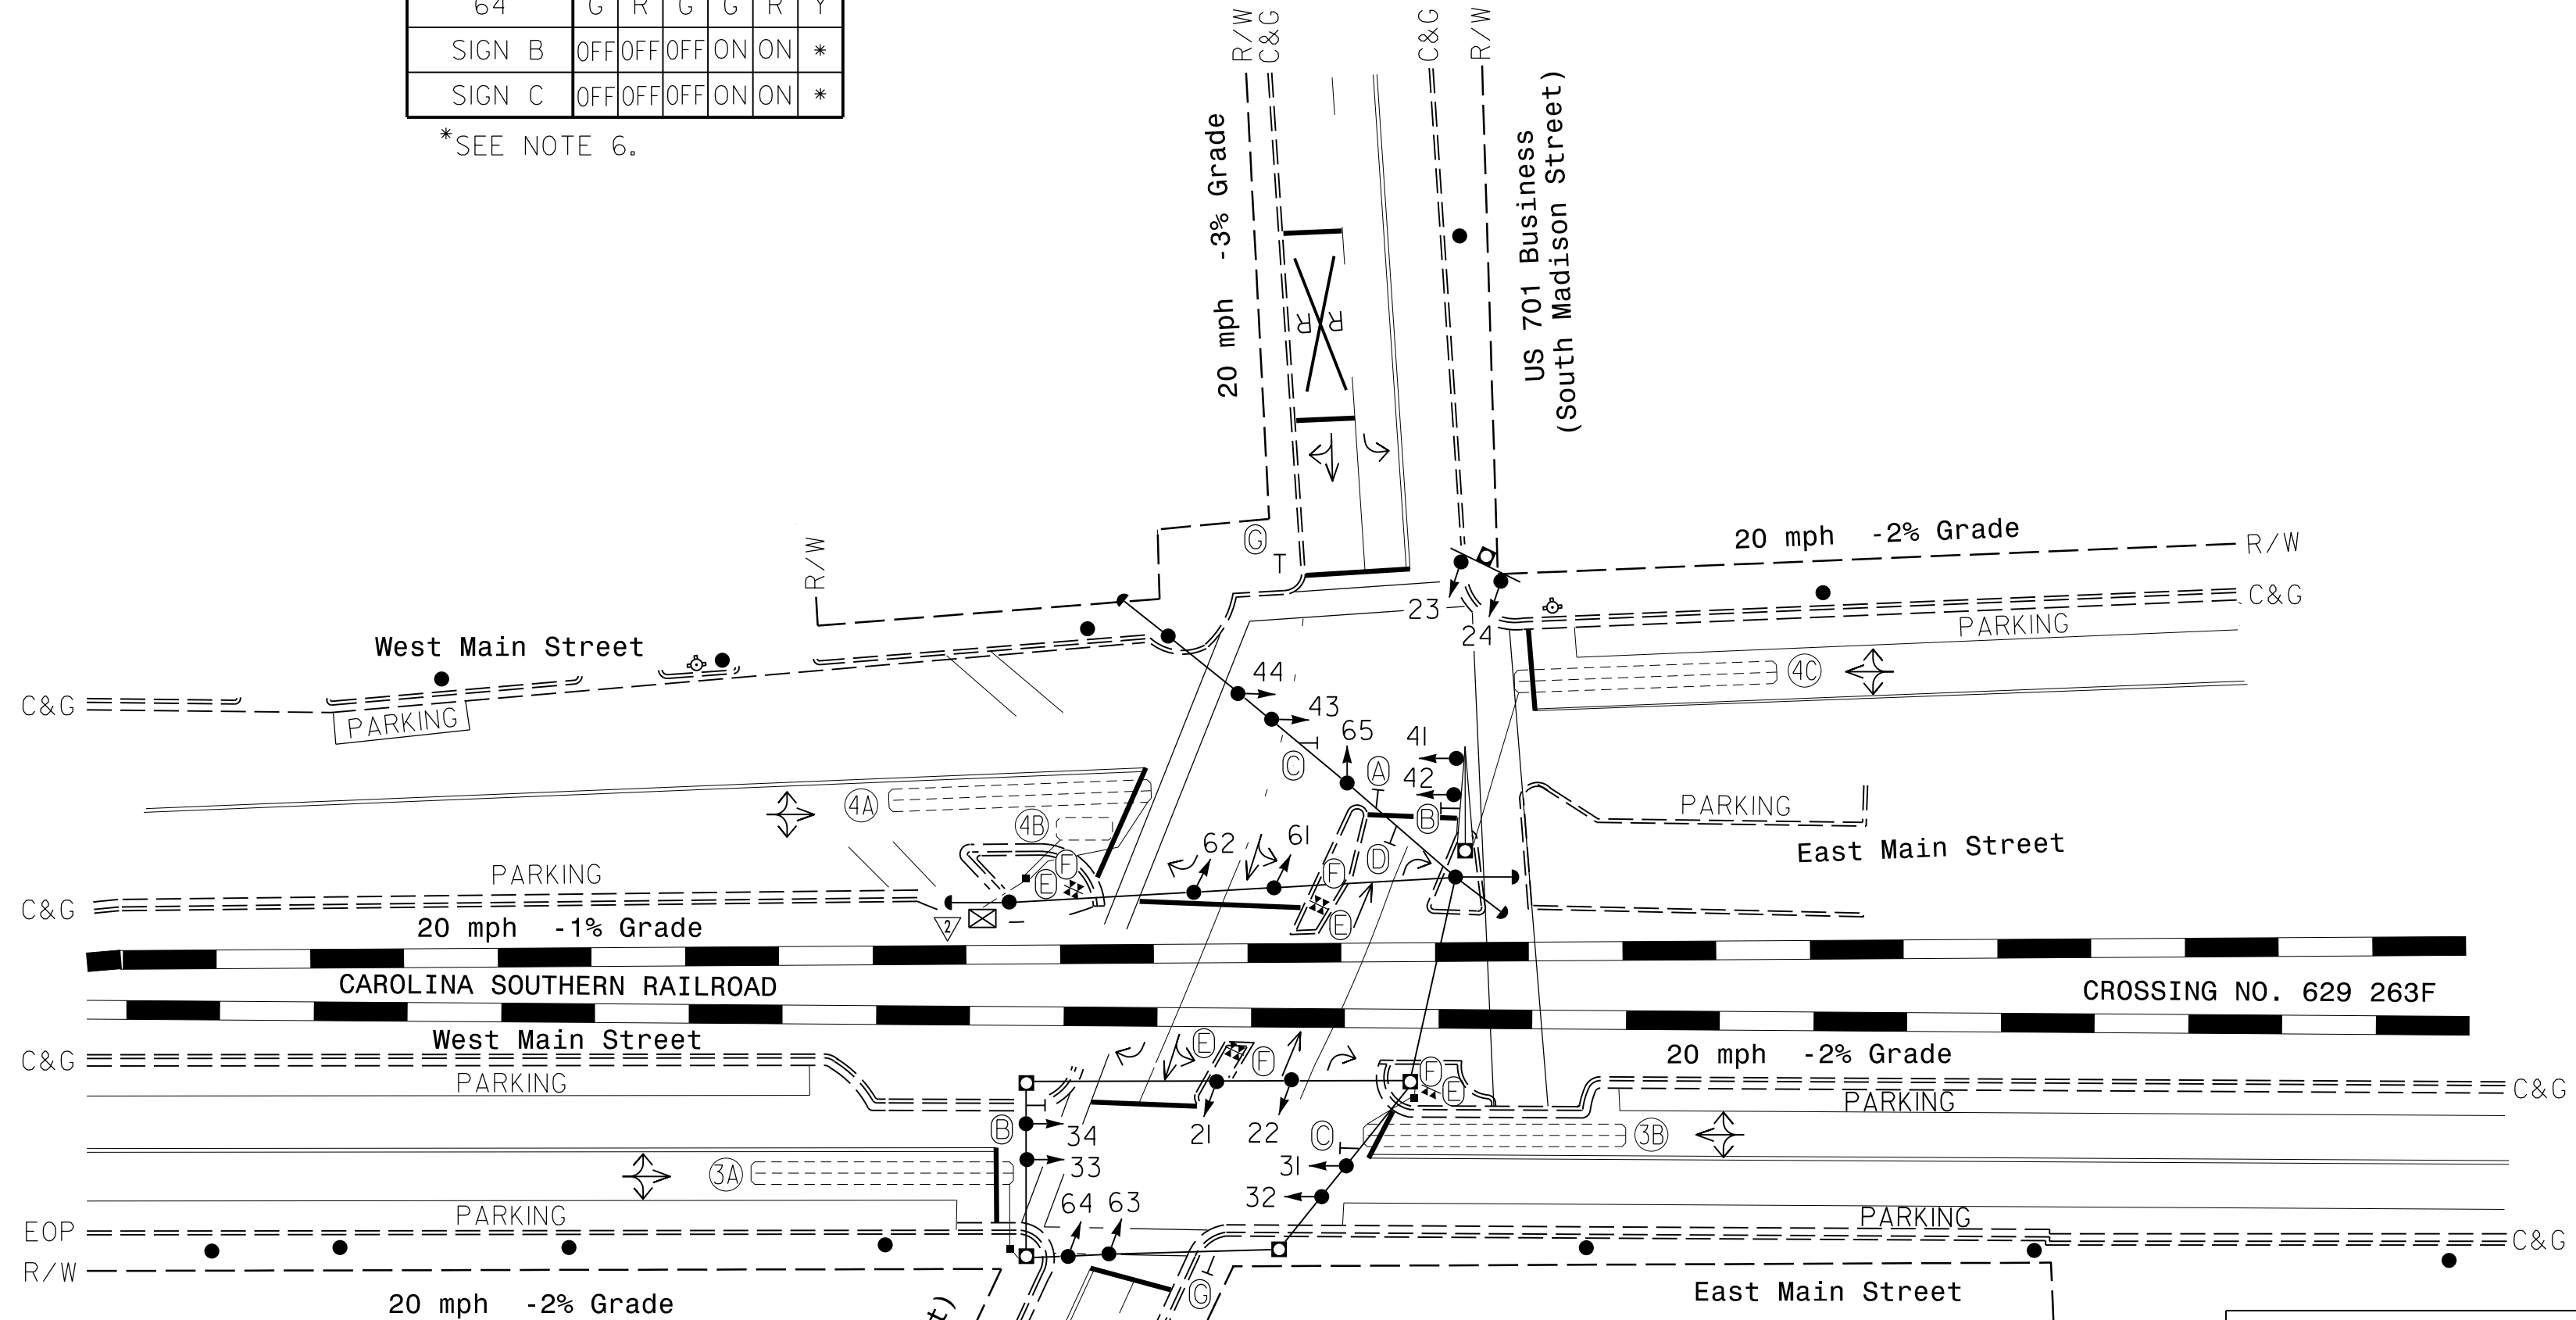 64 G R G G R Y
SIGN B OFF OFF OFF ON ON *
SIGN C OFF OFF OFF ON ON *
*SEE NOTE 6.
R/W
C&G
C&G
R/W
20 mph -3% Grade
US 701 Business
(South Madison Street)
R R
G
R/W
20 mph -2% Grade
R/W
C&G
23
24
PARKING
West Main Street
4C
44
C&G
43
PARKING
65
41
C
A
42
4A
PARKING
B
4B
62
61
East Main Street
D
PARKING
F
F
E
C&G
20 mph -1% Grade
2
E
CAROLINA SOUTHERN RAILROAD
CROSSING NO. 629 263F
West Main Street
E
F
20 mph -2% Grade
C&G
PARKING
F
E
C&G
PARKING
B
34
21
22
C
3B
33
31
3A
32
64
63
PARKING
PARKING
EOP
C&G
R/W
G
East Main Street
20 mph -2% Grade
t)